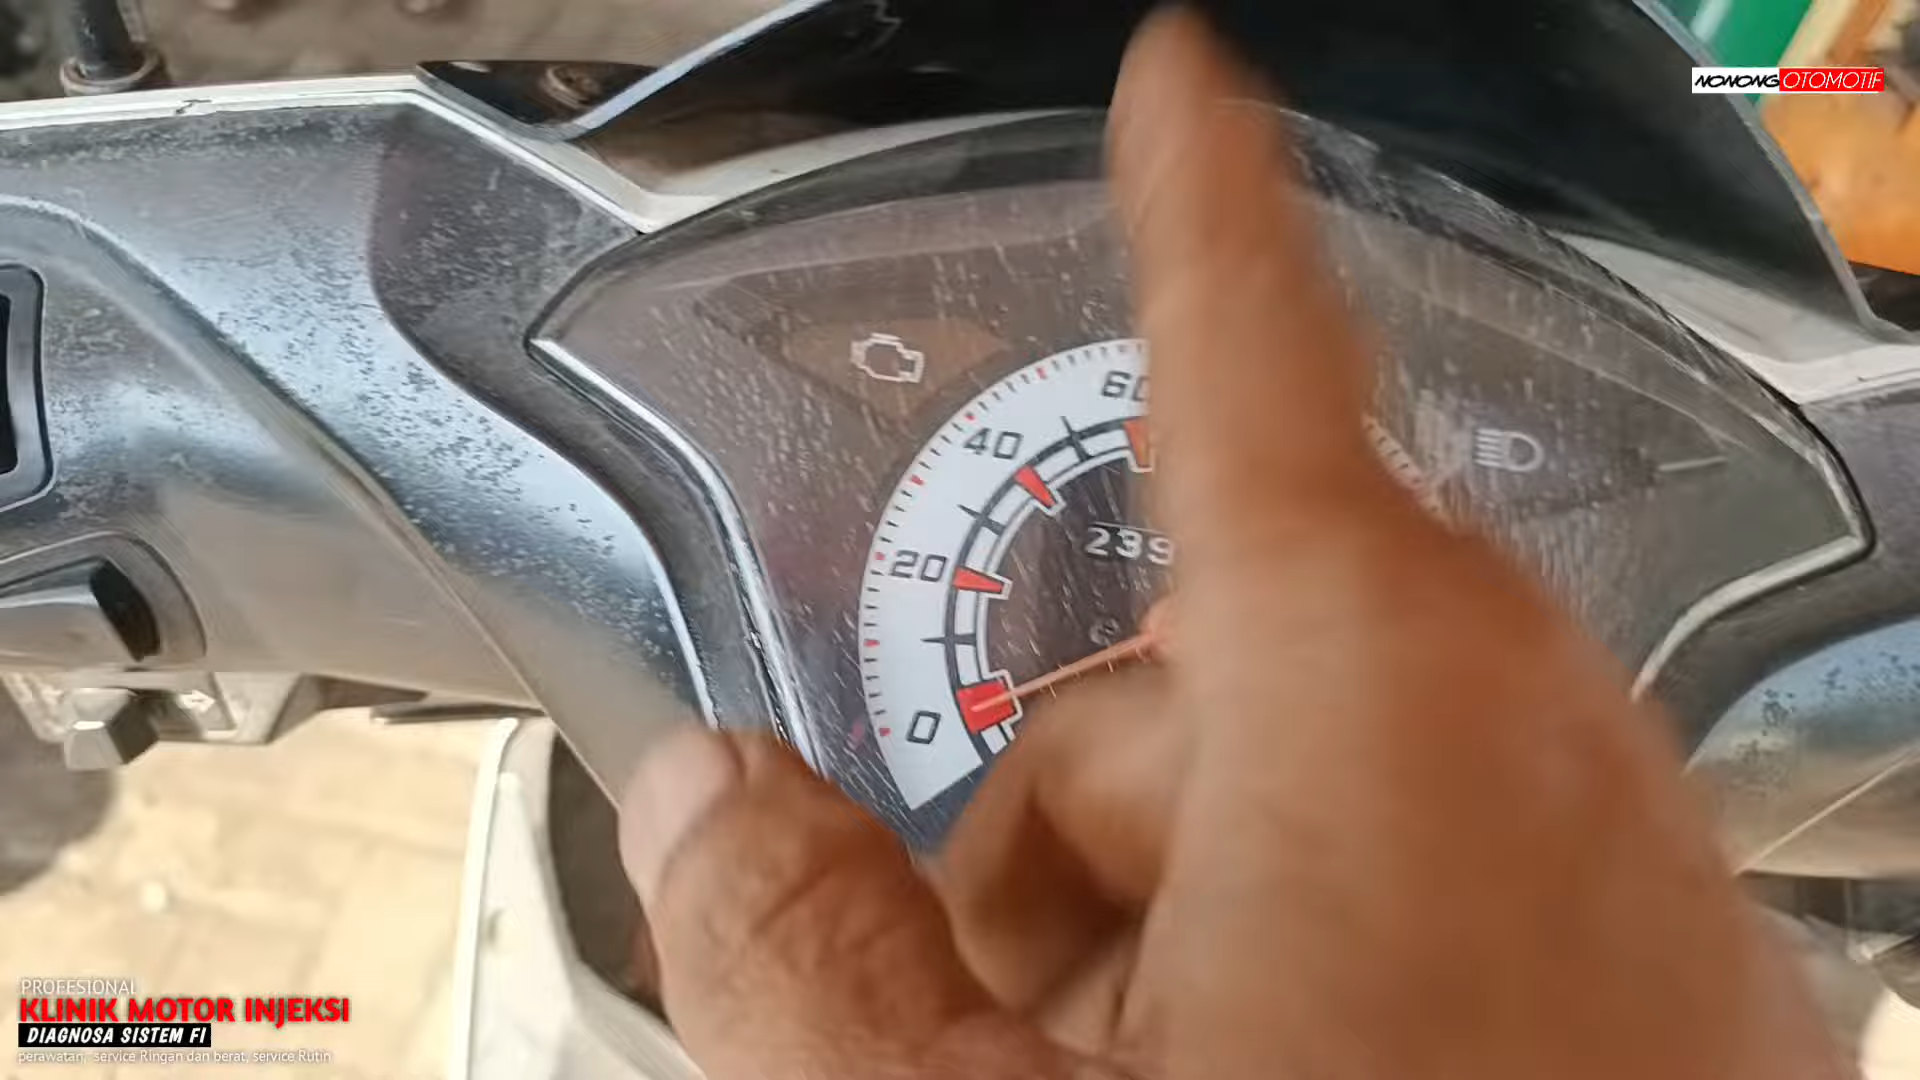 NONONG OTOMOTIF
60
40
239
20
0
PROFESIONAL
KLINIK MOTOR INJEKSI
DIAGNOSA SISTEM FI
perawatan, service Ringan dan berat, service Rutin